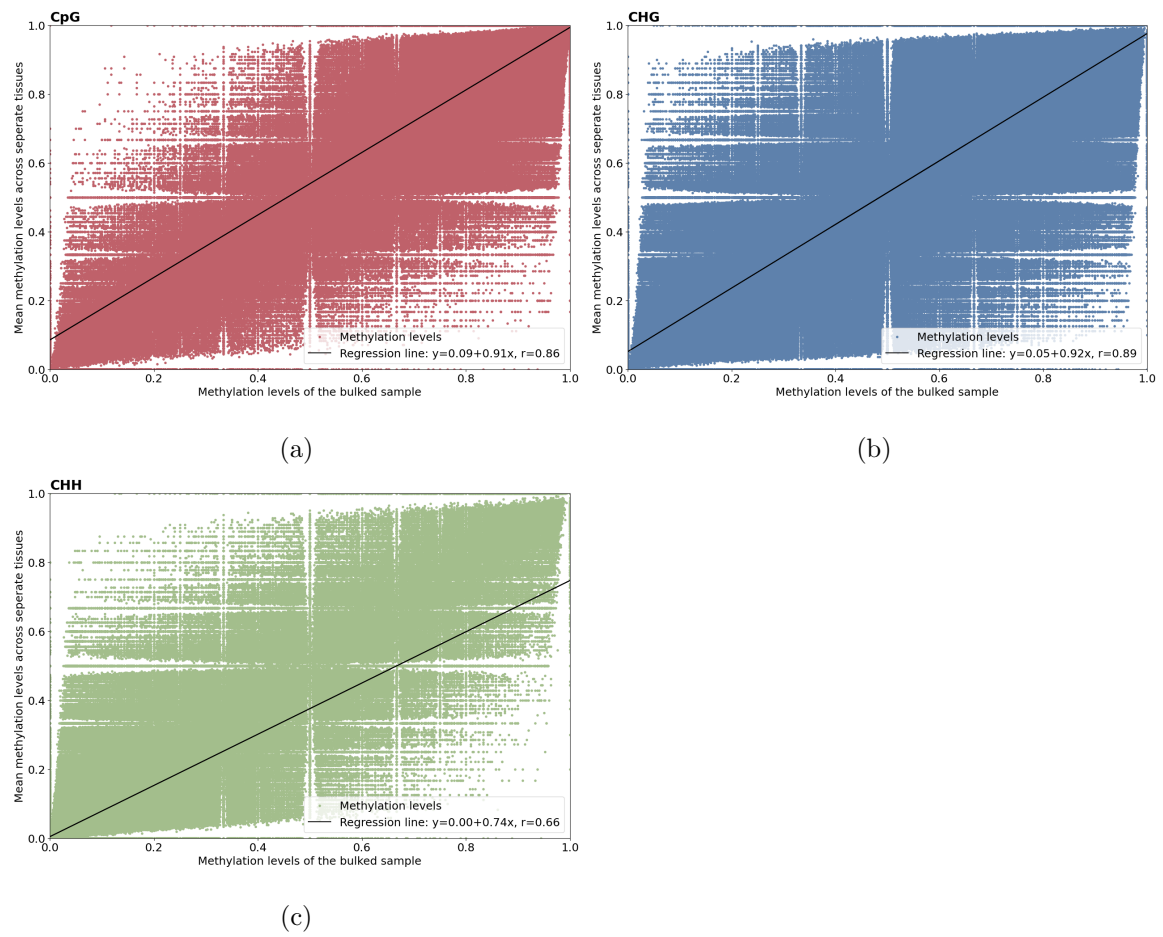 CpG
1.0
0.8
0.6
0.4
0.2
0.0
Mean methylation levels across seperate tissues
Methylation levels
Regression line: y=0.09+0.91x, r=0.86
0.0 0.2 0.4 0.6 0.8 1.0
Methylation levels of the bulked sample
(a)
CHG
1.0
0.8
0.6
0.4
0.2
0.0
Mean methylation levels across seperate tissues
Methylation levels
Regression line: y=0.05+0.92x, r=0.89
0.0 0.2 0.4 0.6 0.8 1.0
Methylation levels of the bulked sample
(b)
CHH
1.0
0.8
0.6
0.4
0.2
0.0
Mean methylation levels across seperate tissues
Methylation levels
Regression line: y=0.00+0.74x, r=0.66
0.0 0.2 0.4 0.6 0.8 1.0
Methylation levels of the bulked sample
(c)